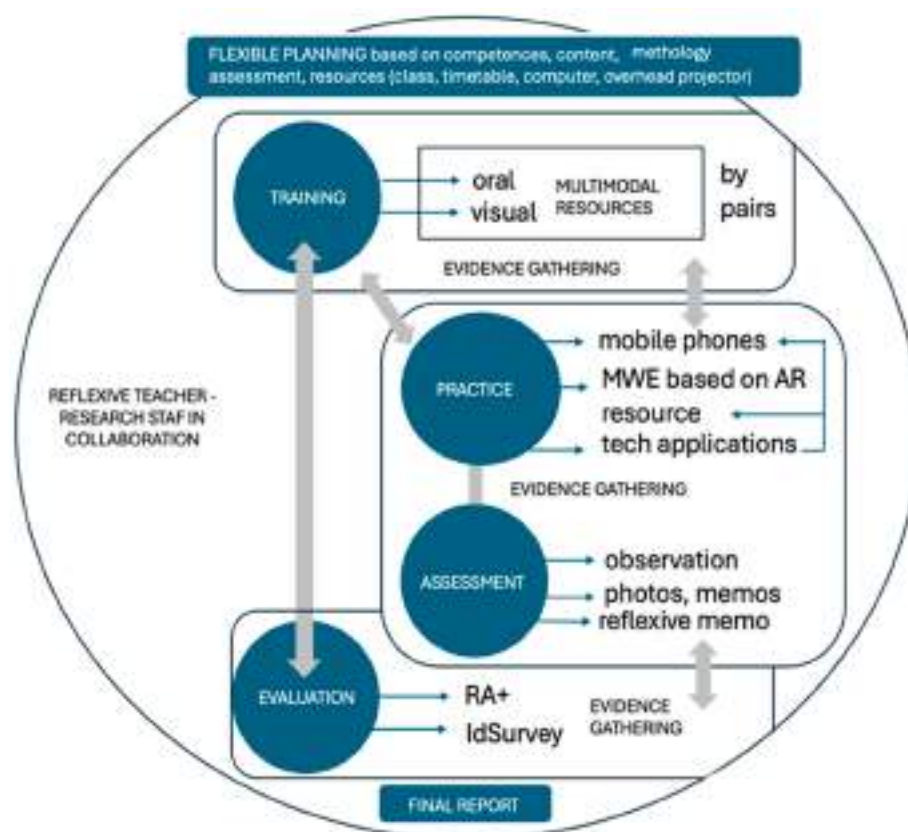 FLEXIBLE PLANNING based on competences, content, methology
assessment, resources (class, timetable, computer, overhead projector)
TRAINING
oral
visual
MULTIMODAL
RESOURCES
by
pairs
EVIDENCE GATHERING
REFLEXIVE TEACHER -
RESEARCH STAF IN
COLLABORATION
PRACTICE
mobile phones
MWE based on AR
resource
tech applications
EVIDENCE GATHERING
ASSESSMENT
observation
photos, memos
reflexive memo
EVALUATION
RA+
IdSurvey
EVIDENCE
GATHERING
FINAL REPORT